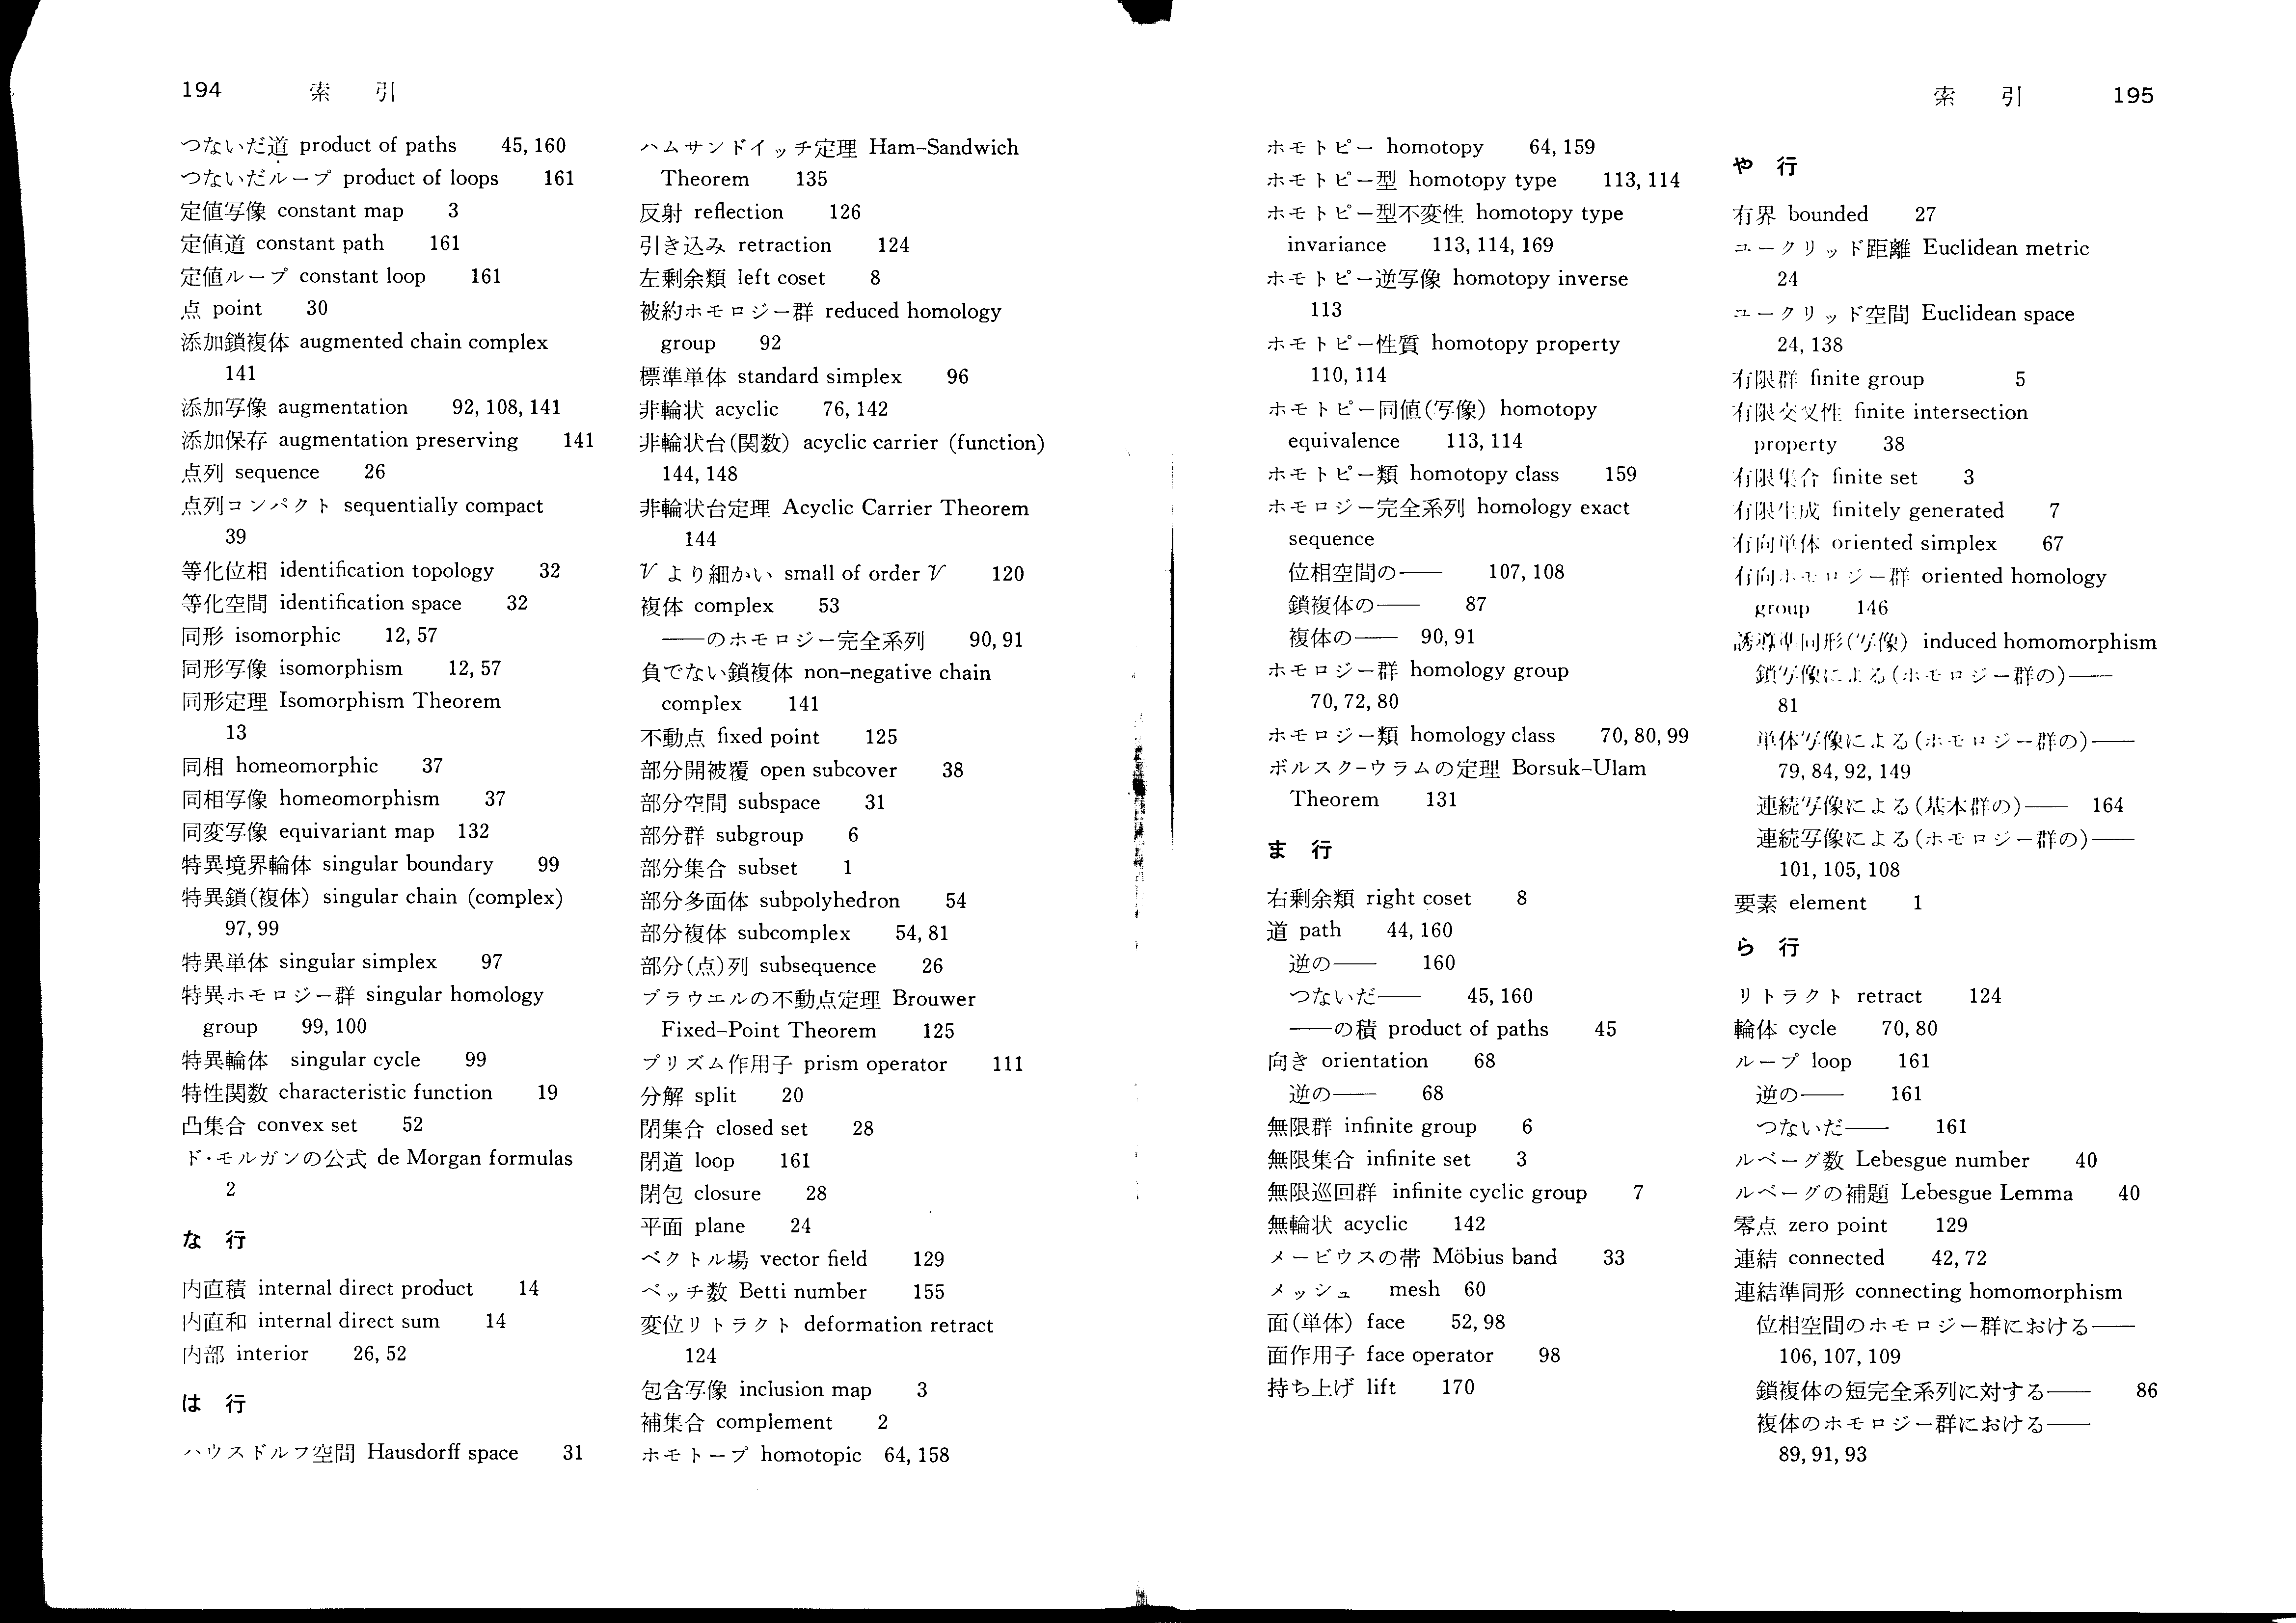 194 索 引
つないだ道 product of paths 45, 160
つないだループ product of loops 161
定値写像 constant map 3
定値道 constant path 161
定値ループ constant loop 161
点 point 30
添加鎖複体 augmented chain complex
141
添加写像 augmentation 92, 108, 141
添加保存 augmentation preserving 141
点列 sequence 26
点列コンパクト sequentially compact
39
等化位相 identification topology 32
等化空間 identification space 32
同形 isomorphic 12, 57
同形写像 isomorphism 12, 57
同形定理 Isomorphism Theorem
13
同相 homeomorphic 37
同相写像 homeomorphism 37
同変写像 equivariant map 132
特異境界輪体 singular boundary 99
特異鎖(複体) singular chain (complex)
97, 99
特異単体 singular simplex 97
特異ホモロジー群 singular homology
group 99, 100
特異輪体 singular cycle 99
特性関数 characteristic function 19
凸集合 convex set 52
ド・モルガンの公式 de Morgan formulas
2
な 行
内直積 internal direct product 14
内直和 internal direct sum 14
内部 interior 26, 52
は 行
ハウスドルフ空間 Hausdorff space 31
ハムサンドイッチ定理 Ham-Sandwich
Theorem 135
反射 reflection 126
引き込み retraction 124
左剰余類 left coset 8
被約ホモロジー群 reduced homology
group 92
標準単体 standard simplex 96
非輪状 acyclic 76, 142
非輪状台(関数) acyclic carrier (function)
144, 148
非輪状台定理 Acyclic Carrier Theorem
144
𝒱 より細かい small of order 𝒱 120
複体 complex 53
——のホモロジー完全系列 90, 91
負でない鎖複体 non-negative chain
complex 141
不動点 fixed point 125
部分開被覆 open subcover 38
部分空間 subspace 31
部分群 subgroup 6
部分集合 subset 1
部分多面体 subpolyhedron 54
部分複体 subcomplex 54, 81
部分(点)列 subsequence 26
ブラウエルの不動点定理 Brouwer
Fixed-Point Theorem 125
プリズム作用子 prism operator 111
分解 split 20
閉集合 closed set 28
閉道 loop 161
閉包 closure 28
平面 plane 24
ベクトル場 vector field 129
ベッチ数 Betti number 155
変位リトラクト deformation retract
124
包含写像 inclusion map 3
補集合 complement 2
ホモトープ homotopic 64, 158
索 引 195
ホモトピー homotopy 64, 159
ホモトピー型 homotopy type 113, 114
ホモトピー型不変性 homotopy type
invariance 113, 114, 169
ホモトピー逆写像 homotopy inverse
113
ホモトピー性質 homotopy property
110, 114
ホモトピー同値(写像) homotopy
equivalence 113, 114
ホモトピー類 homotopy class 159
ホモロジー完全系列 homology exact
sequence
位相空間の—— 107, 108
鎖複体の—— 87
複体の—— 90, 91
ホモロジー群 homology group
70, 72, 80
ホモロジー類 homology class 70, 80, 99
ボルスク-ウラムの定理 Borsuk-Ulam
Theorem 131
ま 行
右剰余類 right coset 8
道 path 44, 160
逆の—— 160
つないだ—— 45, 160
——の積 product of paths 45
向き orientation 68
逆の—— 68
無限群 infinite group 6
無限集合 infinite set 3
無限巡回群 infinite cyclic group 7
無輪状 acyclic 142
メービウスの帯 Möbius band 33
メッシュ mesh 60
面(単体) face 52, 98
面作用子 face operator 98
持ち上げ lift 170
や 行
有界 bounded 27
ユークリッド距離 Euclidean metric
24
ユークリッド空間 Euclidean space
24, 138
有限群 finite group 5
有限交叉性 finite intersection
property 38
有限集合 finite set 3
有限生成 finitely generated 7
有向単体 oriented simplex 67
有向ホモロジー群 oriented homology
group 146
誘導準同形(写像) induced homomorphism
鎖写像による(ホモロジー群の)——
81
単体写像による(ホモロジー群の)——
79, 84, 92, 149
連続写像による(基本群の)—— 164
連続写像による(ホモロジー群の)——
101, 105, 108
要素 element 1
ら 行
リトラクト retract 124
輪体 cycle 70, 80
ループ loop 161
逆の—— 161
つないだ—— 161
ルベーグ数 Lebesgue number 40
ルベーグの補題 Lebesgue Lemma 40
零点 zero point 129
連結 connected 42, 72
連結準同形 connecting homomorphism
位相空間のホモロジー群における——
106, 107, 109
鎖複体の短完全系列に対する—— 86
複体のホモロジー群における——
89, 91, 93